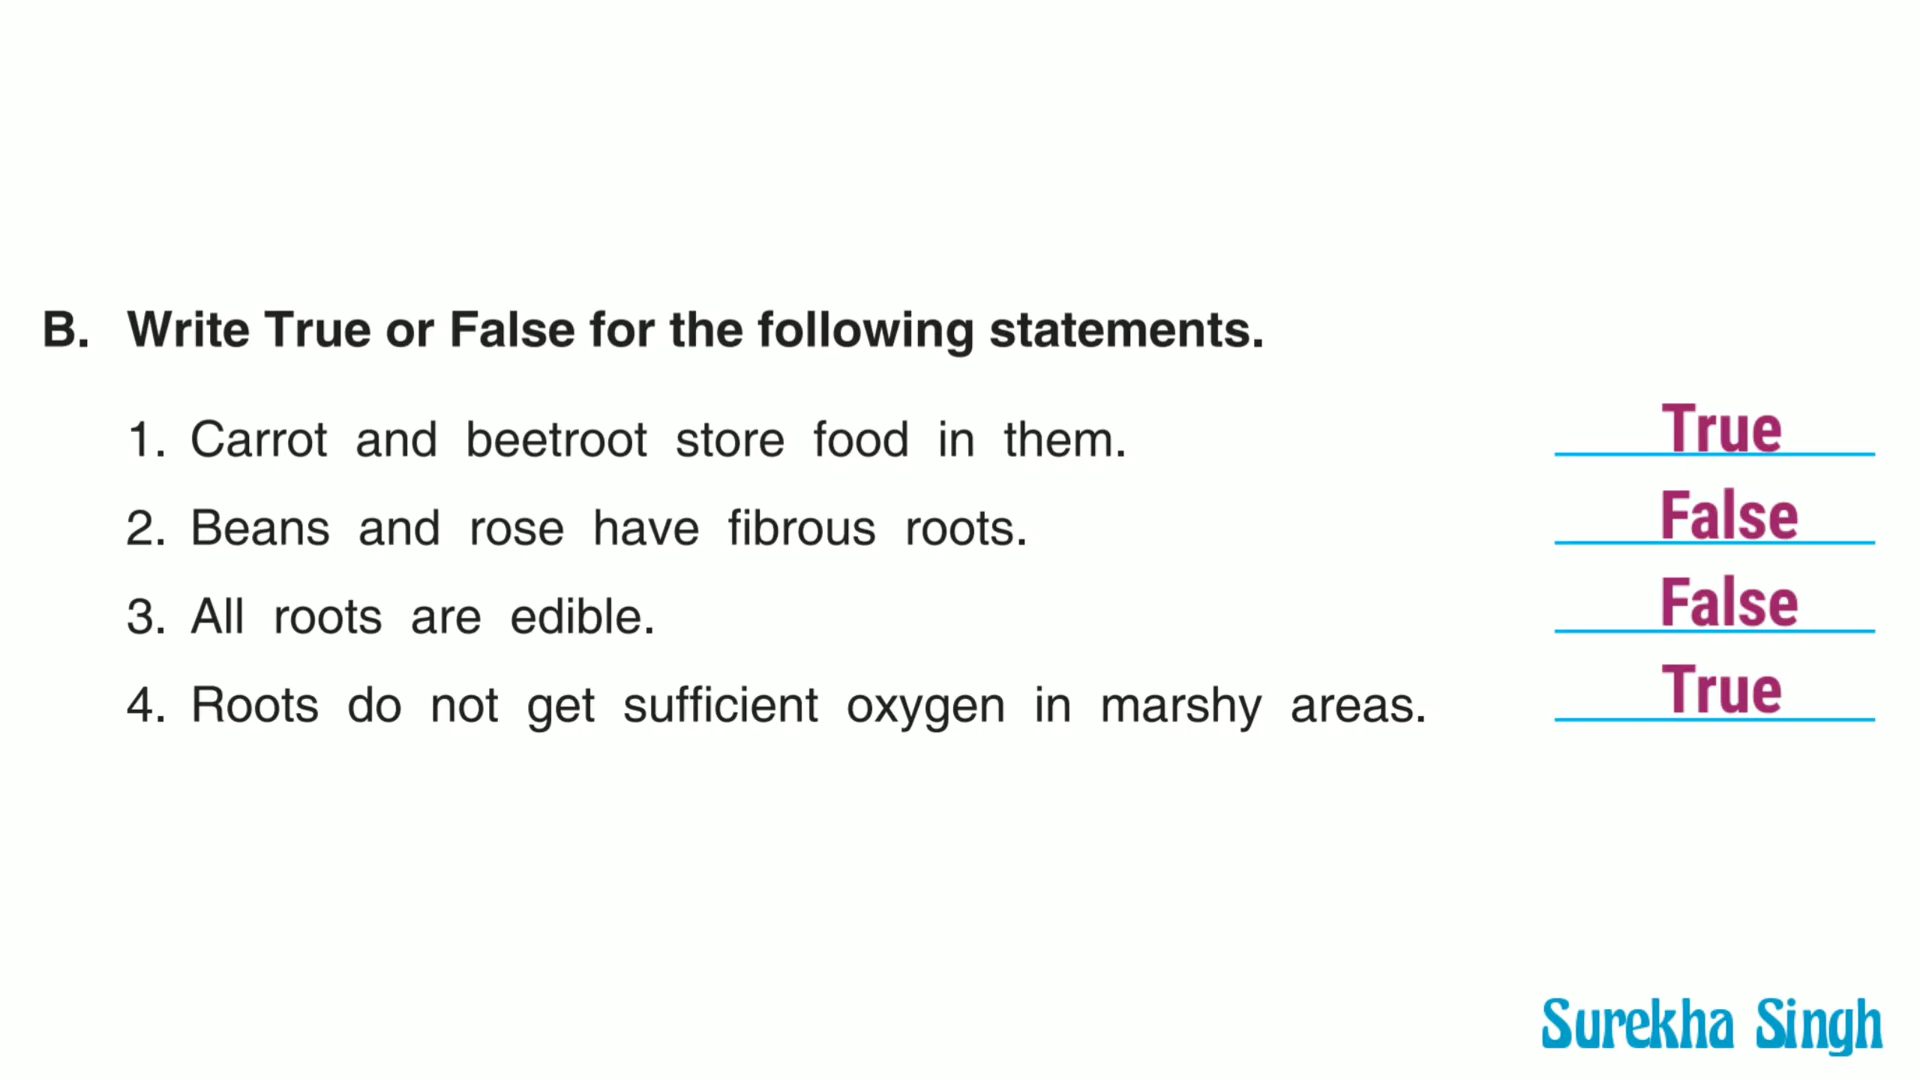 B. Write True or False for the following statements.
1. Carrot and beetroot store food in them. True
2. Beans and rose have fibrous roots. False
3. All roots are edible. False
4. Roots do not get sufficient oxygen in marshy areas. True
Surekha Singh